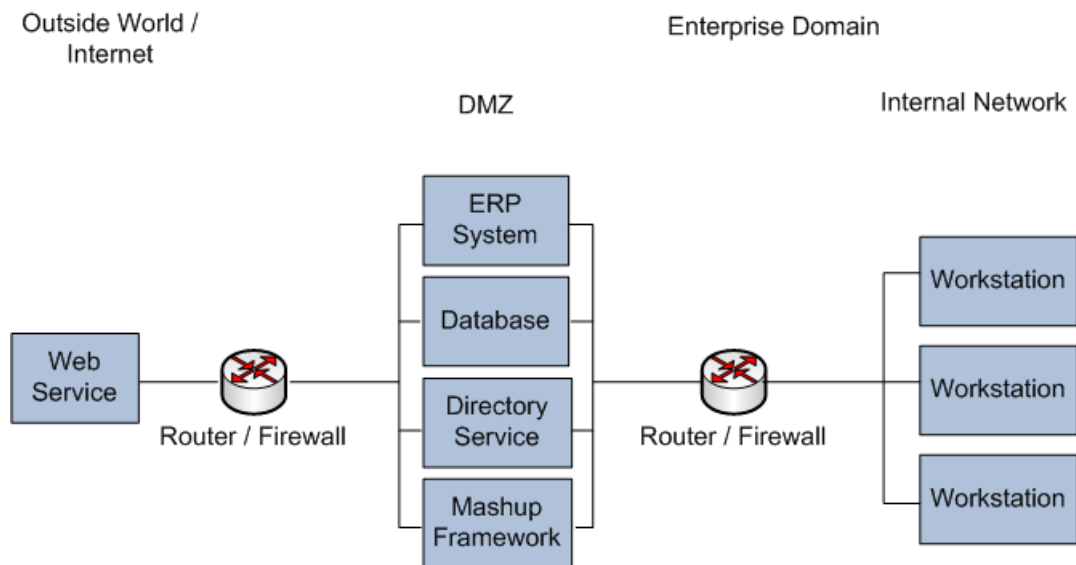 Outside World /
Internet
Enterprise Domain
DMZ
Internal Network
ERP
System
Database
Directory
Service
Mashup
Framework
Web
Service
Router / Firewall
Router / Firewall
Workstation
Workstation
Workstation